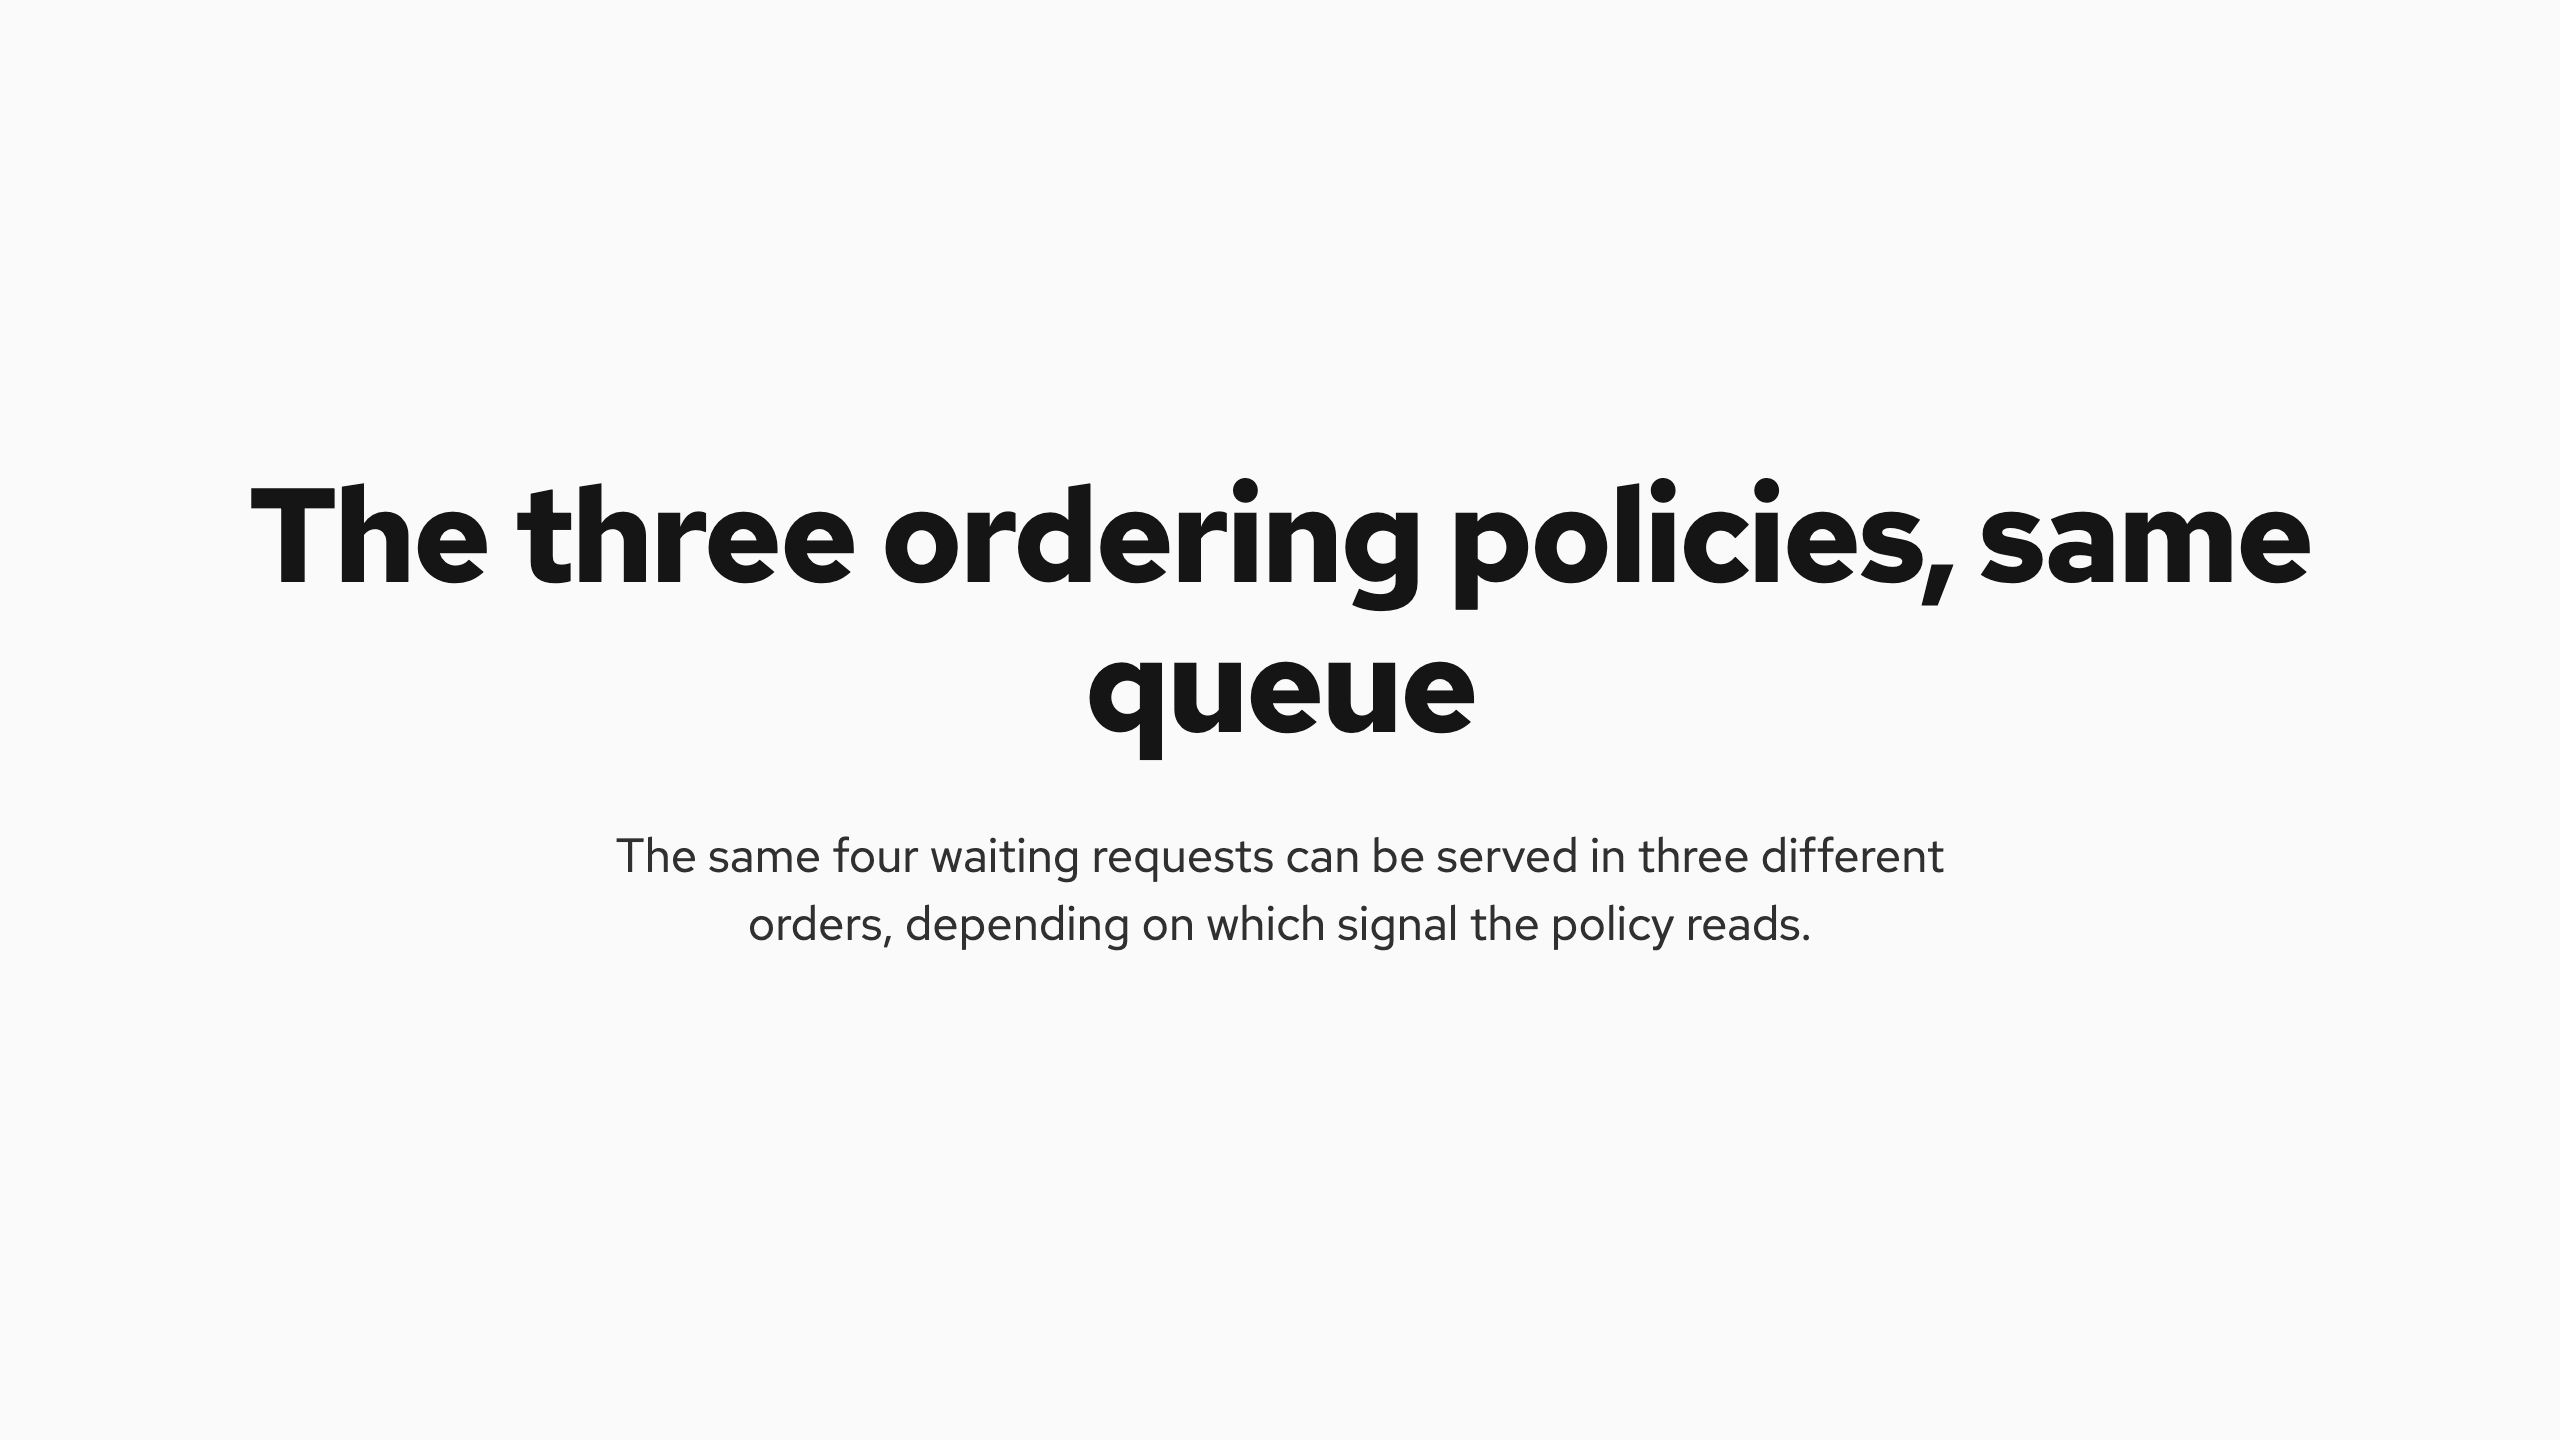 The three ordering policies, same
queue
The same four waiting requests can be served in three different
orders, depending on which signal the policy reads.